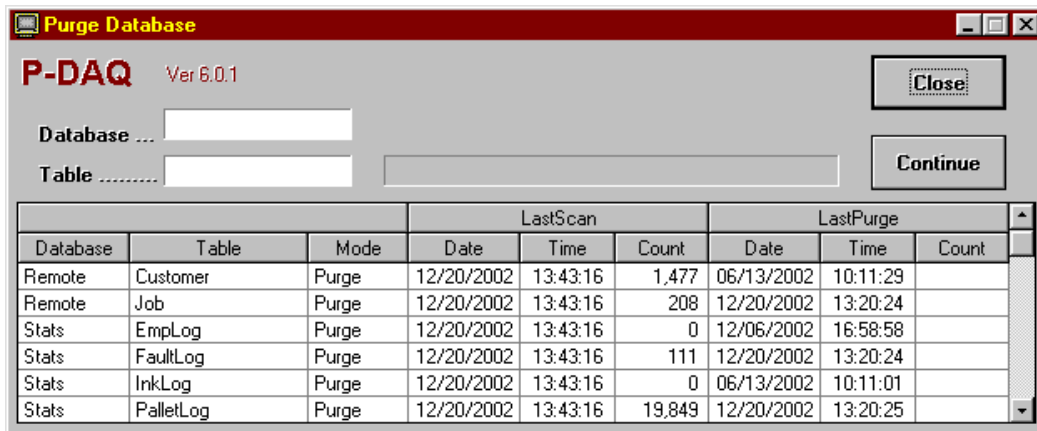 Purge Database
P-DAQ Ver 6.0.1
Close
Database ...
Continue
Table .........
LastScan LastPurge
Database Table Mode Date Time Count Date Time Count
Remote Customer Purge 12/20/2002 13:43:16 1,477 06/13/2002 10:11:29
Remote Job Purge 12/20/2002 13:43:16 208 12/20/2002 13:20:24
Stats EmpLog Purge 12/20/2002 13:43:16 0 12/06/2002 16:58:58
Stats FaultLog Purge 12/20/2002 13:43:16 111 12/20/2002 13:20:24
Stats InkLog Purge 12/20/2002 13:43:16 0 06/13/2002 10:11:01
Stats PalletLog Purge 12/20/2002 13:43:16 19,849 12/20/2002 13:20:25